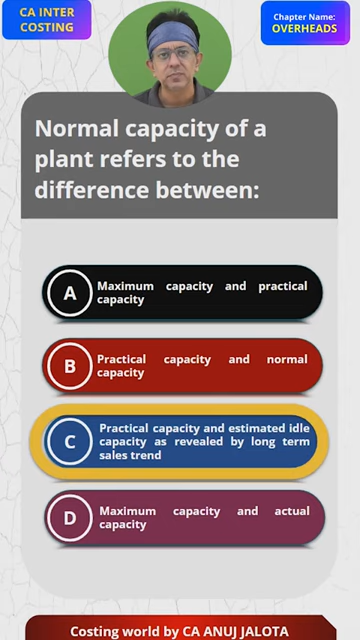 CA INTER
COSTING
Chapter Name:
OVERHEADS
Normal capacity of a
plant refers to the
difference between:
A
Maximum capacity and practical
capacity
B
Practical capacity and normal
capacity
C
Practical capacity and estimated idle
capacity as revealed by long term
sales trend
D
Maximum capacity and actual
capacity
Costing world by CA ANUJ JALOTA